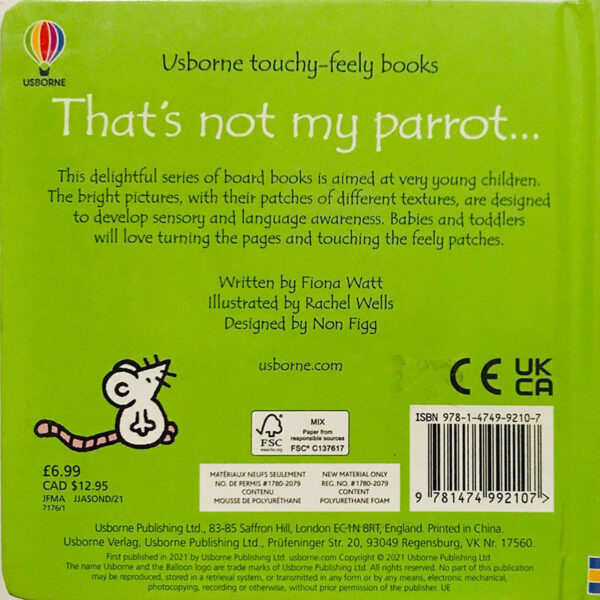 USBORNE
Usborne touchy-feely books
That's not my parrot...
This delightful series of board books is aimed at very young children.
The bright pictures, with their patches of different textures, are designed
to develop sensory and language awareness. Babies and toddlers
will love turning the pages and touching the feely patches.
Written by Fiona Watt
Illustrated by Rachel Wells
Designed by Non Figg
usborne.com
CE UK
CA
FSC
www.fsc.org
MIX
Paper from
responsible sources
FSC® C137617
ISBN 978-1-4749-9210-7
9 781474 992107
£6.99
CAD $12.95
JFMA JJASOND/21
7176/1
MATÉRIAUX NEUFS SEULEMENT
NO. DE PERMIS #1780-2079
CONTENU
MOUSSE DE POLYURÉTHANE
NEW MATERIAL ONLY
REG. NO. #1780-2079
CONTENT
POLYURETHANE FOAM
Usborne Publishing Ltd., 83-85 Saffron Hill, London EC1N 8RT, England. Printed in China.
Usborne Verlag, Usborne Publishing Ltd., Prüfeninger Str. 20, 93049 Regensburg, VK Nr. 17560.
First published in 2021 by Usborne Publishing Ltd. usborne.com Copyright © 2021 Usborne Publishing Ltd.
The name Usborne and the Balloon logo are trade marks of Usborne Publishing Ltd. All rights reserved. No part of this publication
may be reproduced, stored in a retrieval system, or transmitted in any form or by any means, electronic, mechanical,
photocopying, recording or otherwise, without prior permission of the publisher. UE